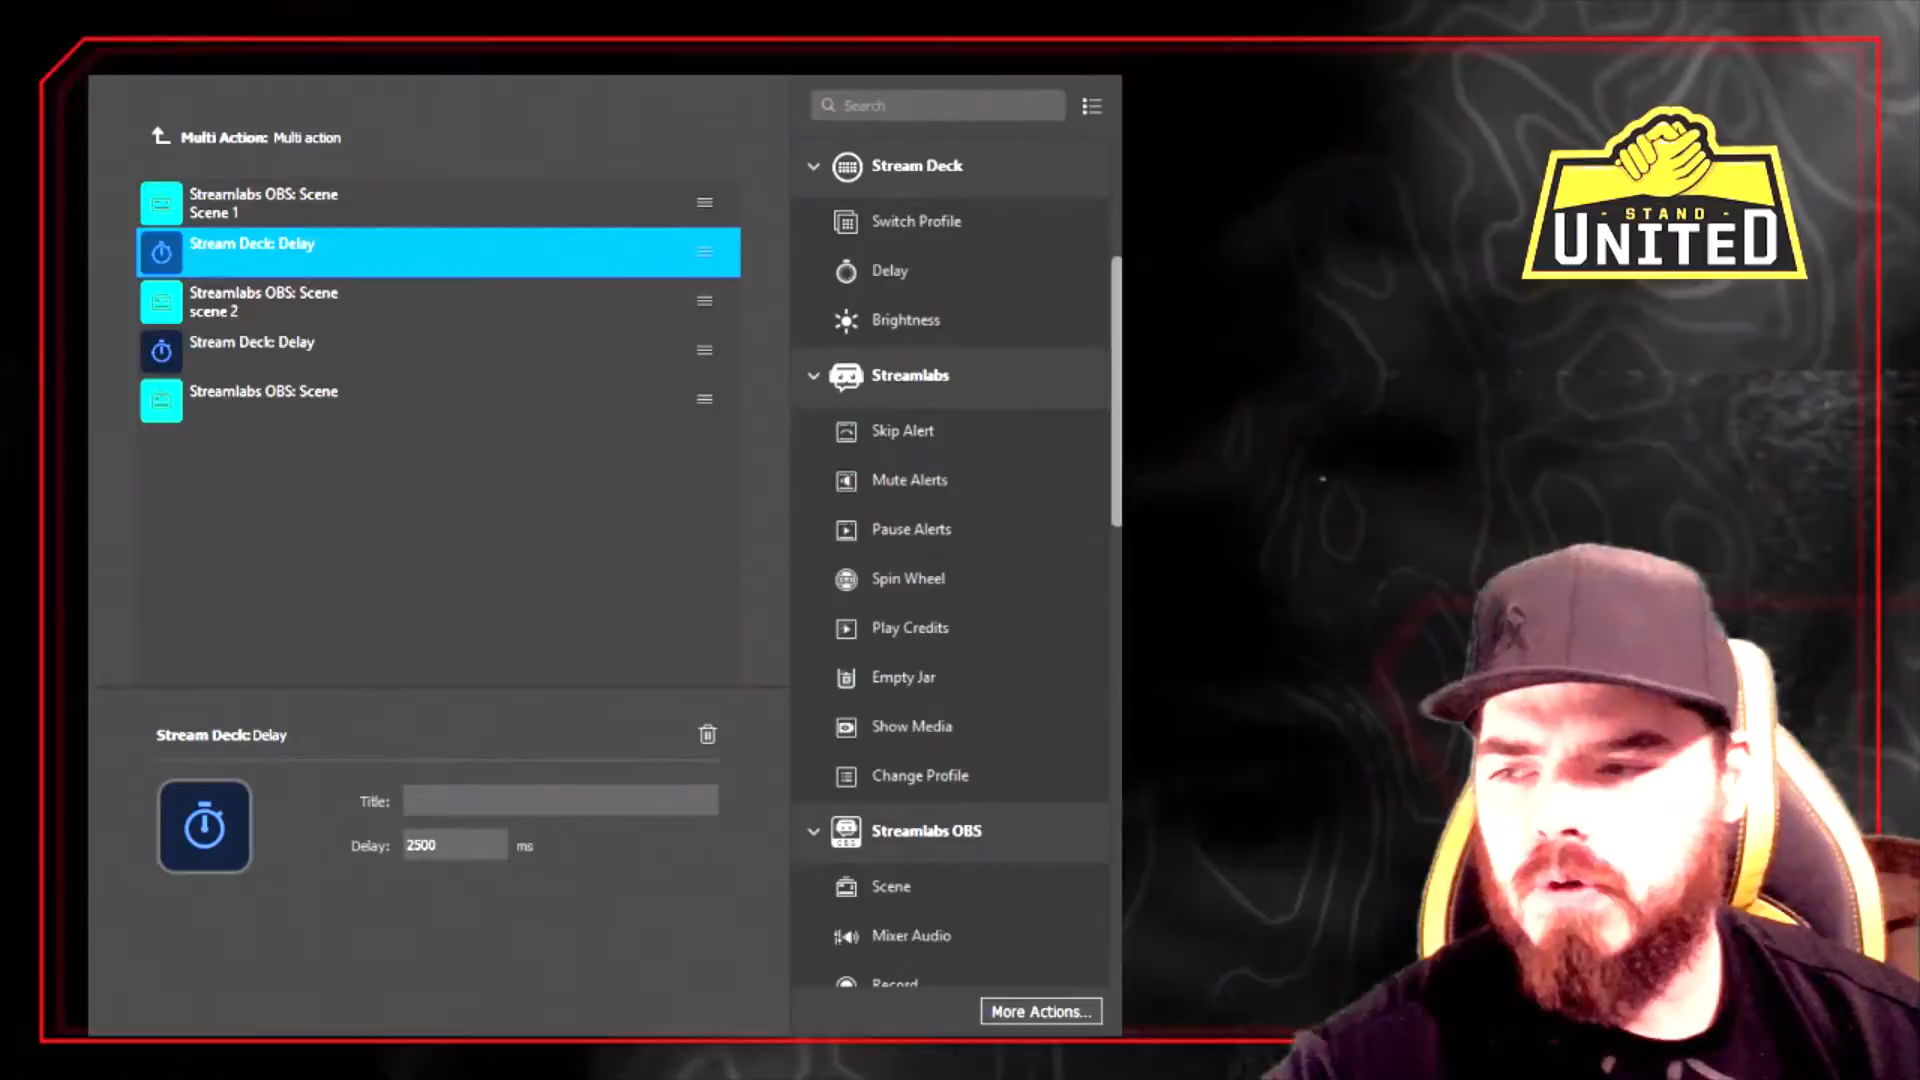 Multi Action: Multi action
Streamlabs OBS: Scene
Scene 1
Stream Deck: Delay
Streamlabs OBS: Scene
scene 2
Stream Deck: Delay
Streamlabs OBS: Scene
Stream Deck: Delay
Title:
Delay: 2500 ms
Search
Stream Deck
Switch Profile
Delay
Brightness
Streamlabs
Skip Alert
Mute Alerts
Pause Alerts
Spin Wheel
Play Credits
Empty Jar
Show Media
Change Profile
Streamlabs OBS
Scene
Mixer Audio
Record
More Actions...
- STAND -
UNITED